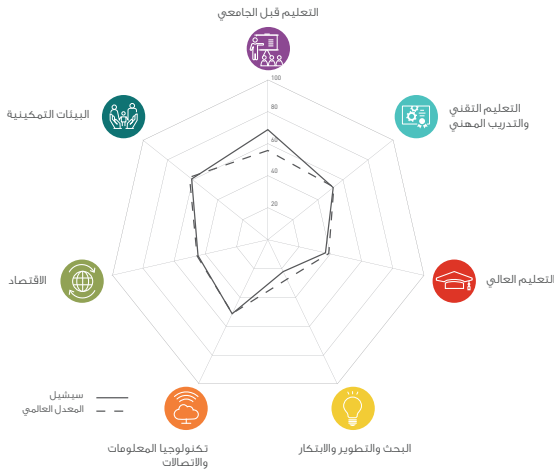 التعليم قبل الجامعي
100
80
60
40
20
التعليم التقني
والتدريب المهني
التعليم العالي
البحث والتطوير والابتكار
تكنولوجيا المعلومات
والاتصالات
الاقتصاد
البيئات التمكينية
سيشيل
المعدل العالمي